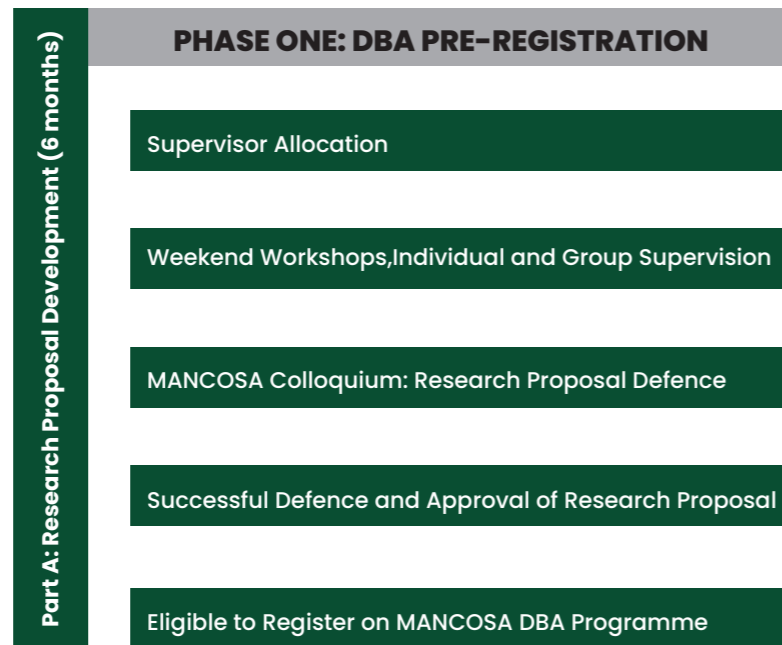 PHASE ONE: DBA PRE-REGISTRATION
Part A: Research Proposal Development (6 months)
Supervisor Allocation
Weekend Workshops,Individual and Group Supervision
MANCOSA Colloquium: Research Proposal Defence
Successful Defence and Approval of Research Proposal
Eligible to Register on MANCOSA DBA Programme